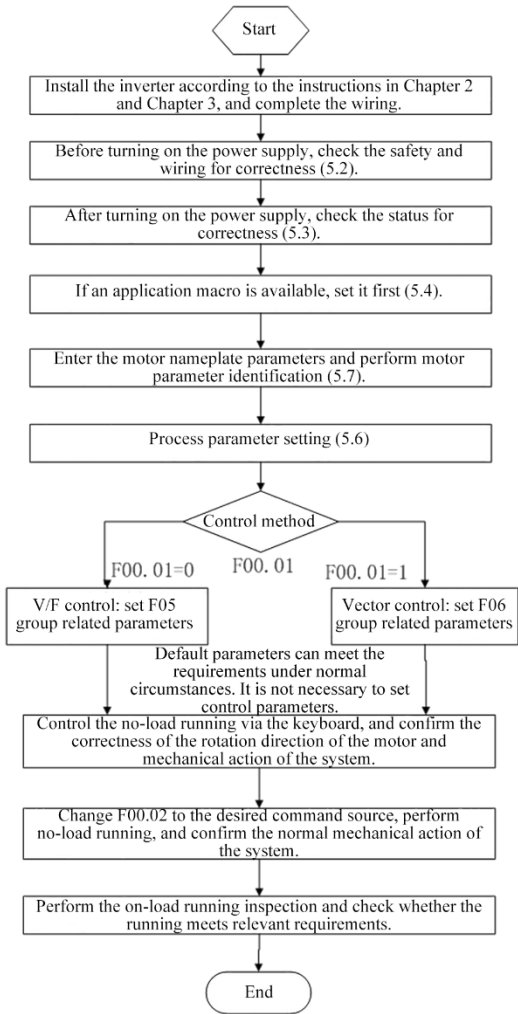 Start
Install the inverter according to the instructions in Chapter 2
and Chapter 3, and complete the wiring.
Before turning on the power supply, check the safety and
wiring for correctness (5.2).
After turning on the power supply, check the status for
correctness (5.3).
If an application macro is available, set it first (5.4).
Enter the motor nameplate parameters and perform motor
parameter identification (5.7).
Process parameter setting (5.6)
Control method
F00.01=0
F00.01
F00.01=1
V/F control: set F05
group related parameters
Vector control: set F06
group related parameters
Default parameters can meet the
requirements under normal
circumstances. It is not necessary to set
control parameters.
Control the no-load running via the keyboard, and confirm the
correctness of the rotation direction of the motor and
mechanical action of the system.
Change F00.02 to the desired command source, perform
no-load running, and confirm the normal mechanical action of
the system.
Perform the on-load running inspection and check whether the
running meets relevant requirements.
End